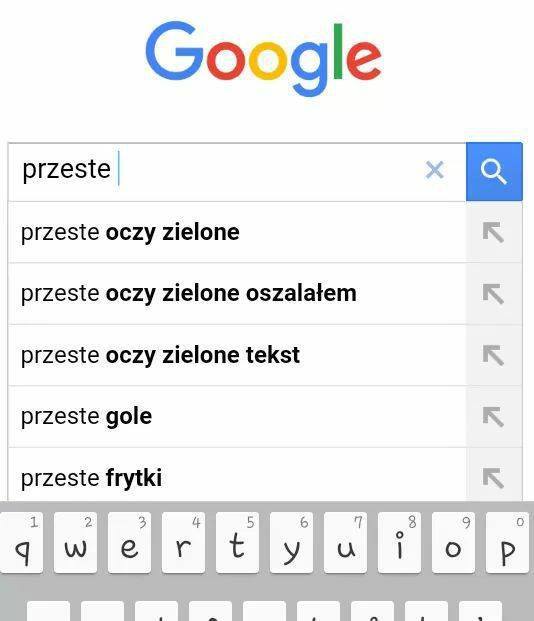 Google
przeste
przeste oczy zielone
przeste oczy zielone oszalałem
przeste oczy zielone tekst
przeste gole
przeste frytki
1 2 3 4 5 6 7 8 9 0
q w e r t y u i o p